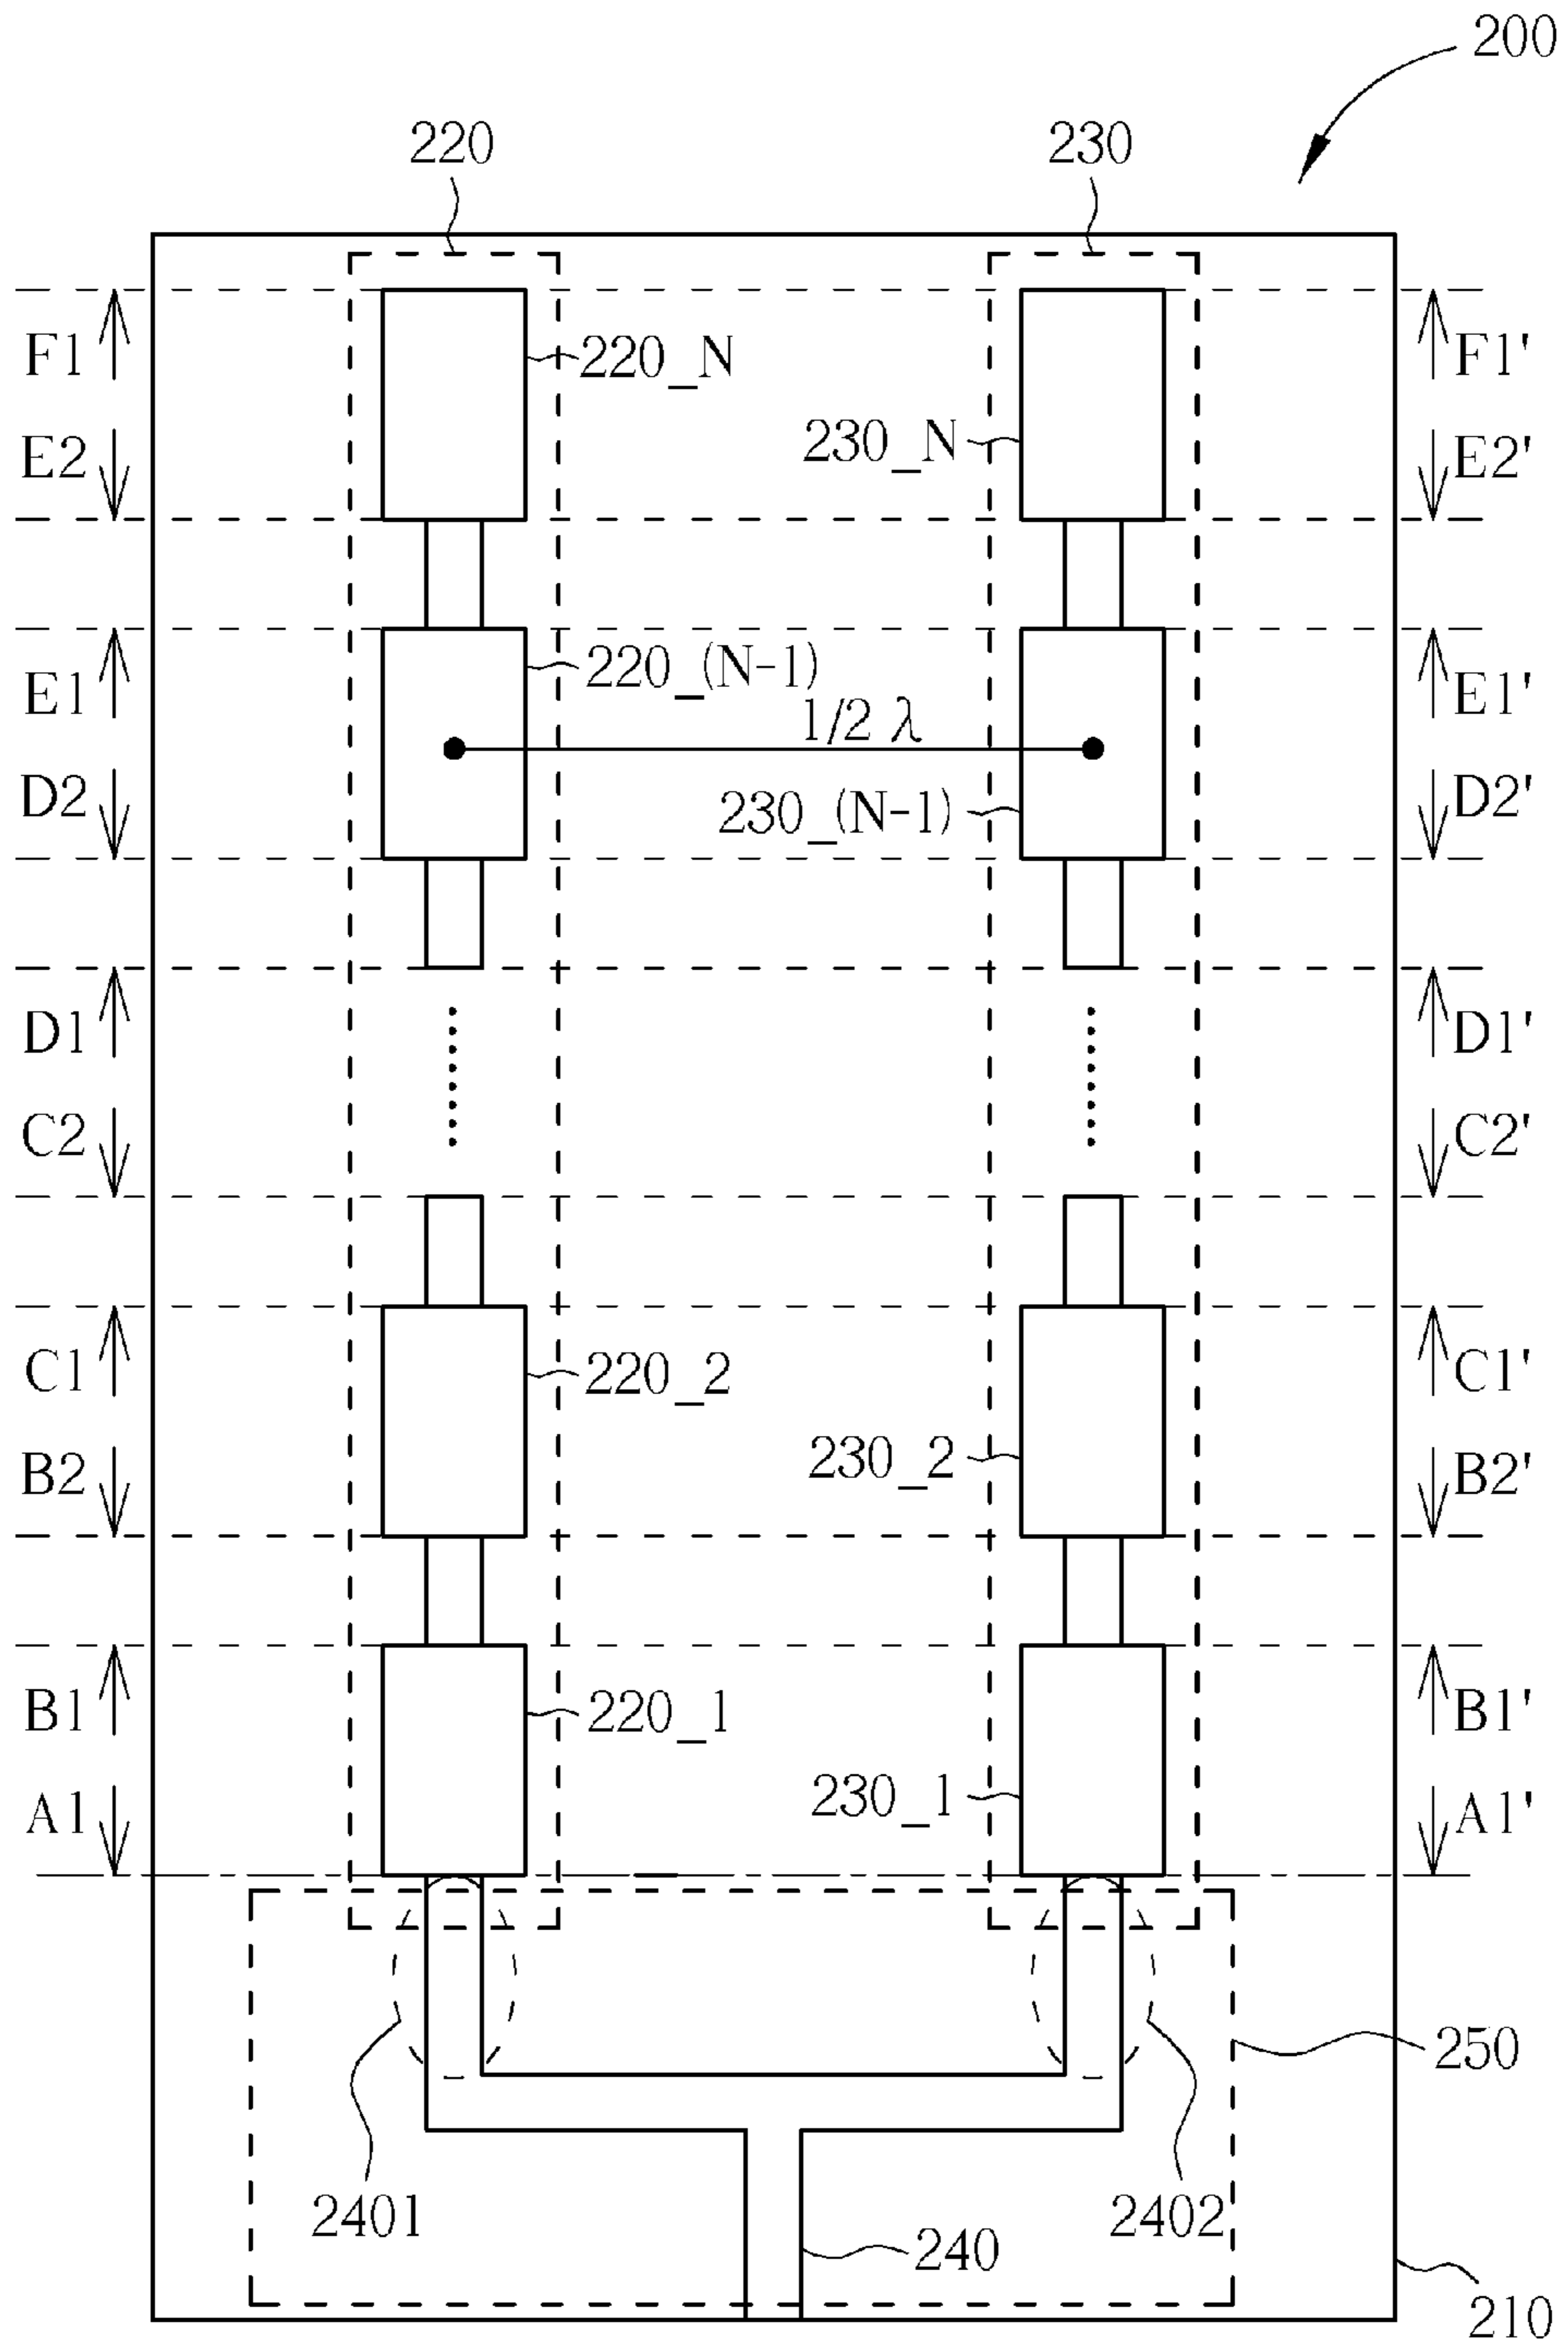 200
220
230
F1
220_N
F1'
E2
230_N
E2'
E1
220_(N-1)
E1'
1/2 λ
D2
230_(N-1)
D2'
D1
D1'
C2
C2'
C1
220_2
C1'
B2
230_2
B2'
B1
220_1
B1'
A1
230_1
A1'
250
2401
2402
240
210